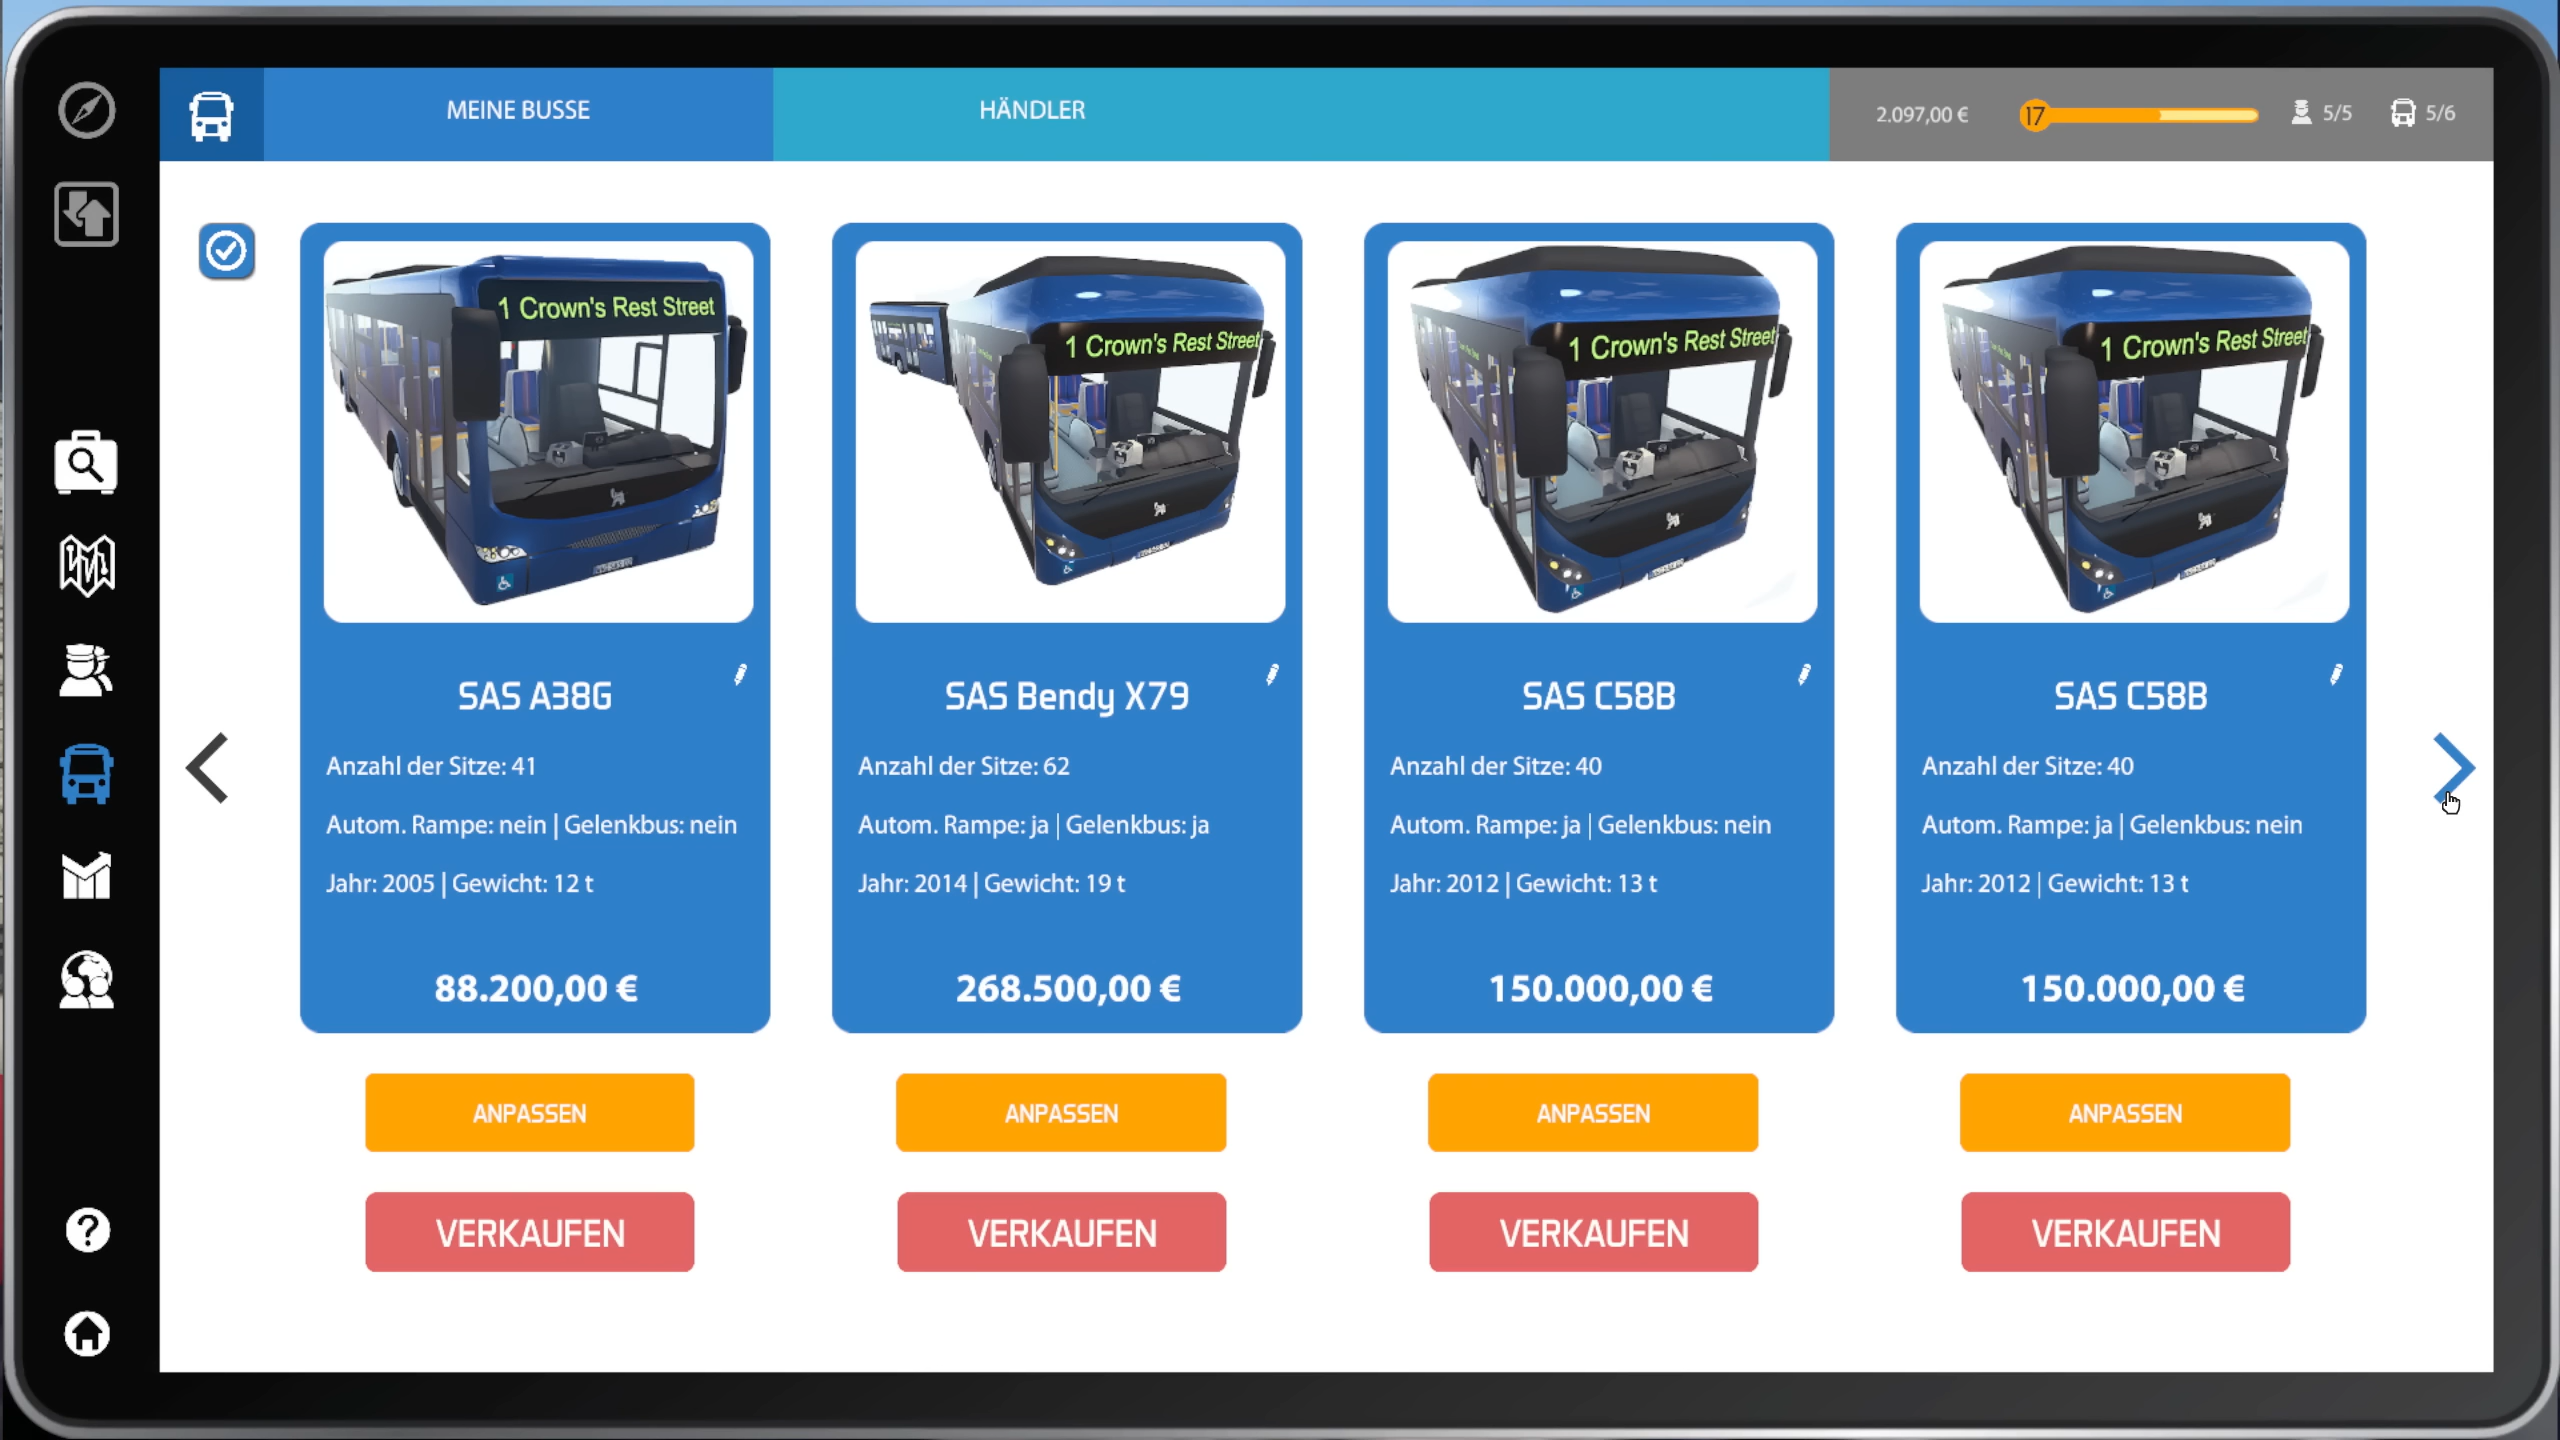 MEINE BUSSE
HÄNDLER
2.097,00 €
17
5/5
5/6
1 Crown's Rest Street
1 Crown's Rest Street
1 Crown's Rest Street
1 Crown's Rest Street
SAS A38G
Anzahl der Sitze: 41
Autom. Rampe: nein | Gelenkbus: nein
Jahr: 2005 | Gewicht: 12 t
88.200,00 €
ANPASSEN
VERKAUFEN
SAS Bendy X79
Anzahl der Sitze: 62
Autom. Rampe: ja | Gelenkbus: ja
Jahr: 2014 | Gewicht: 19 t
268.500,00 €
ANPASSEN
VERKAUFEN
SAS C58B
Anzahl der Sitze: 40
Autom. Rampe: ja | Gelenkbus: nein
Jahr: 2012 | Gewicht: 13 t
150.000,00 €
ANPASSEN
VERKAUFEN
SAS C58B
Anzahl der Sitze: 40
Autom. Rampe: ja | Gelenkbus: nein
Jahr: 2012 | Gewicht: 13 t
150.000,00 €
ANPASSEN
VERKAUFEN
?